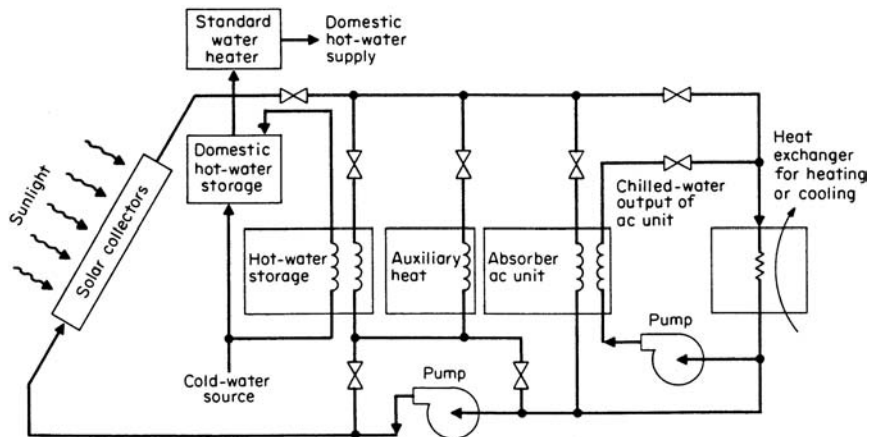 Standard
water
heater
Domestic
hot-water
supply
Sunlight
Solar collectors
Domestic
hot-water
storage
Heat
exchanger
for heating
or cooling
Chilled-water
output of
ac unit
Hot-water
storage
Auxiliary
heat
Absorber
ac unit
Pump
Cold-water
source
Pump